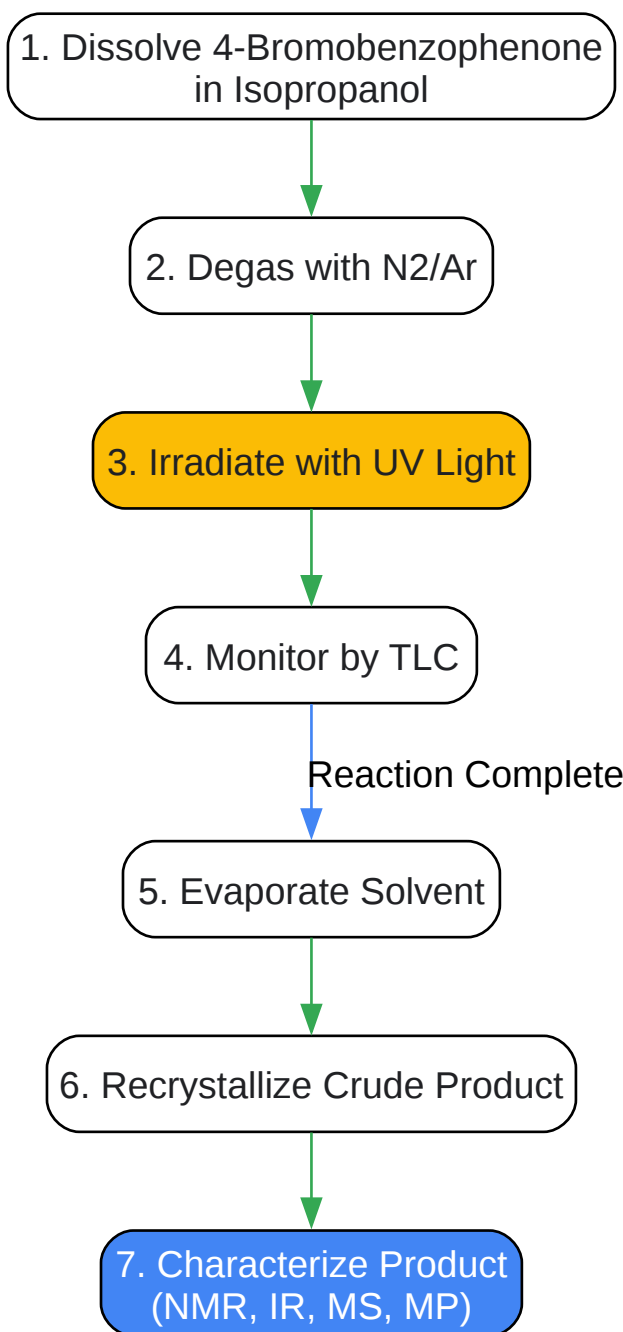 1. Dissolve 4-Bromobenzophenone
in Isopropanol
2. Degas with N2/Ar
3. Irradiate with UV Light
4. Monitor by TLC
Reaction Complete
5. Evaporate Solvent
6. Recrystallize Crude Product
7. Characterize Product
(NMR, IR, MS, MP)